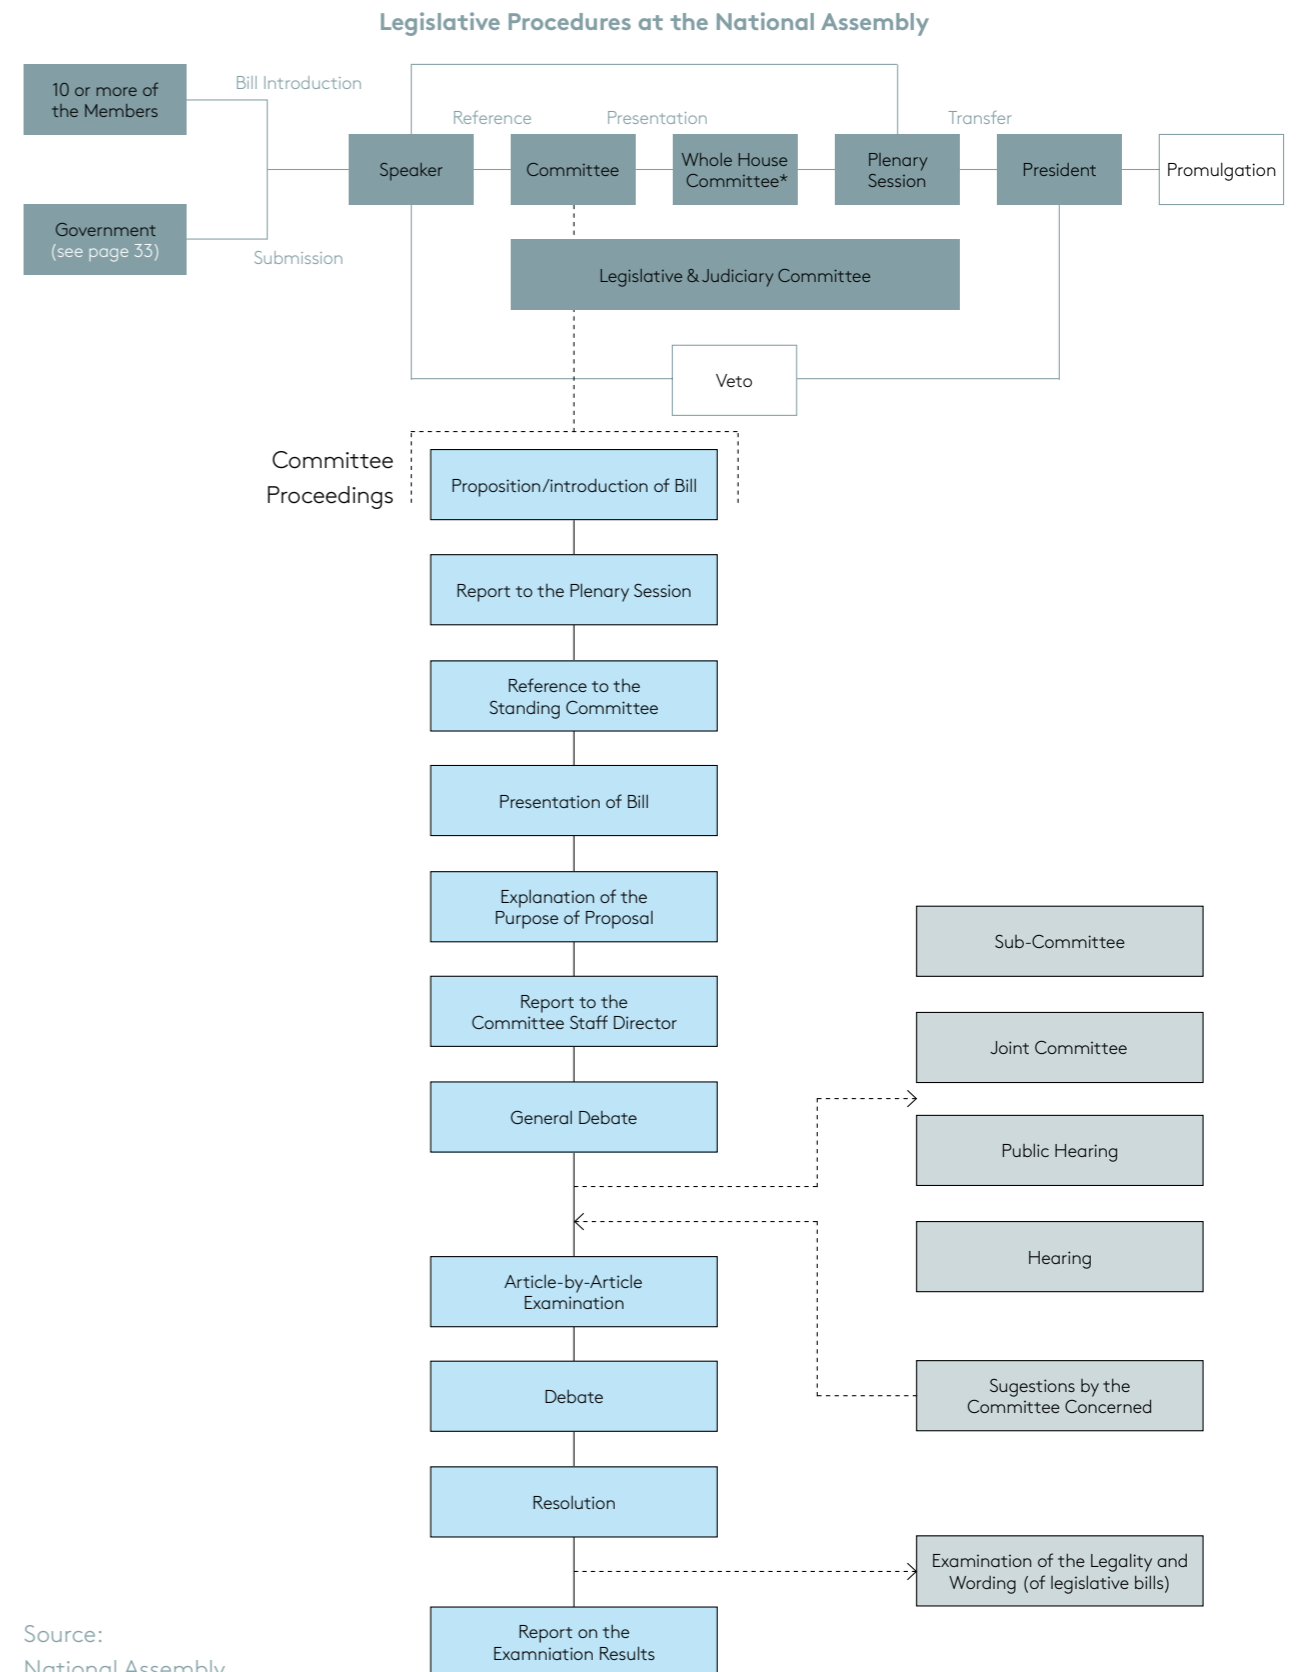 Legislative Procedures at the National Assembly
10 or more of
the Members
Bill Introduction
Government
(see page 33)
Submission
Speaker
Reference
Committee
Presentation
Whole House
Committee*
Plenary
Session
Transfer
President
Promulgation
Legislative & Judiciary Committee
Veto
Committee
Proceedings
Proposition/introduction of Bill
Report to the Plenary Session
Reference to the
Standing Committee
Presentation of Bill
Explanation of the
Purpose of Proposal
Report to the
Committee Staff Director
General Debate
Sub-Committee
Joint Committee
Public Hearing
Hearing
Article-by-Article
Examination
Debate
Sugestions by the
Committee Concerned
Resolution
Examination of the Legality and
Wording (of legislative bills)
Report on the
Examniation Results
Source:
National Assembly